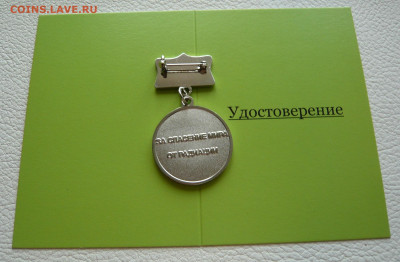 COINS.LAVE.RU
Удостоверение
ЗА СПАСЕНИЕ МИРА
ОТ РАДИАЦИИ